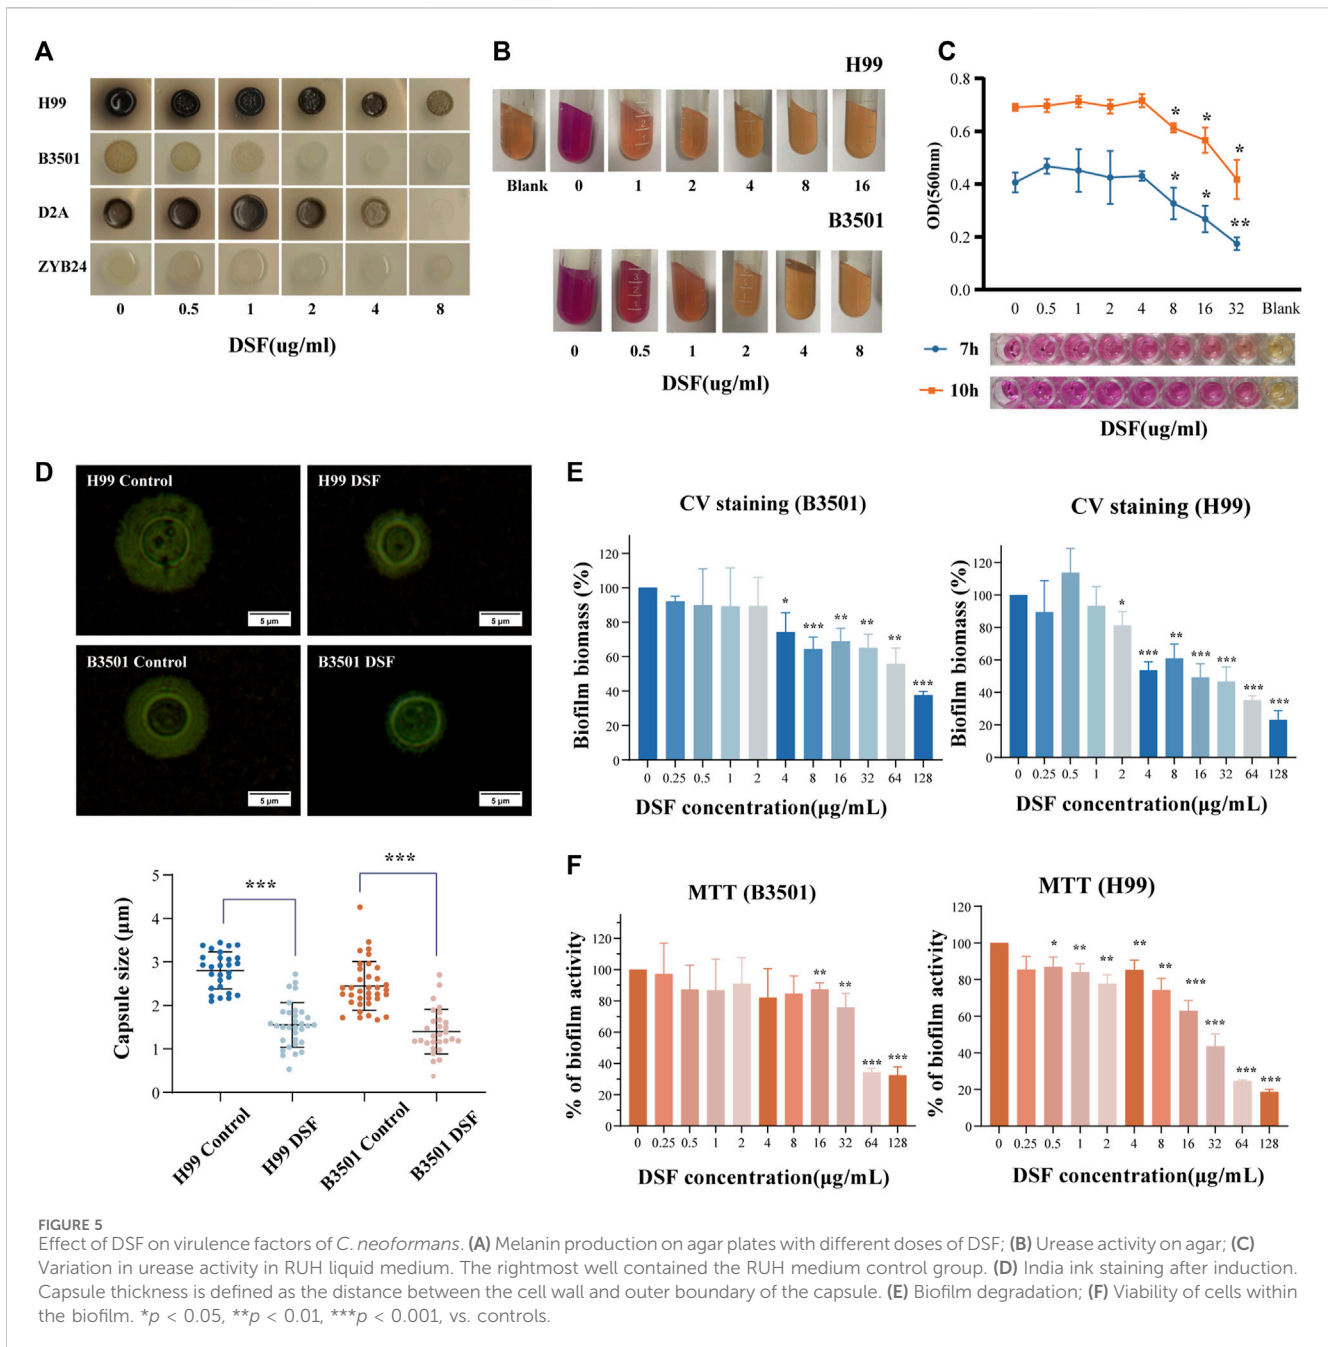 A
H99
B3501
D2A
ZYB24
0 0.5 1 2 4 8
DSF(ug/ml)
B
H99
Blank 0 1 2 4 8 16
B3501
0 0.5 1 2 4 8
DSF(ug/ml)
C
OD(560nm)
0.8
0.6
0.4
0.2
0.0
* * *
* * **
0 0.5 1 2 4 8 16 32 Blank
7h
10h
DSF(ug/ml)
D
H99 Control
5 µm
H99 DSF
5 µm
B3501 Control
5 µm
B3501 DSF
5 µm
Capsule size (µm)
5
4
3
2
1
0
*** ***
H99 Control
H99 DSF
B3501 Control
B3501 DSF
E
CV staining (B3501)
Biofilm biomass (%)
120
100
80
60
40
20
0
* *** ** ** ** ***
0 0.25 0.5 1 2 4 8 16 32 64 128
DSF concentration(µg/mL)
CV staining (H99)
Biofilm biomass (%)
120
100
80
60
40
20
0
* *** ** *** *** *** ***
0 0.25 0.5 1 2 4 8 16 32 64 128
DSF concentration(µg/mL)
F
MTT (B3501)
% of biofilm activity
120
100
80
60
40
20
0
** ** *** ***
0 0.25 0.5 1 2 4 8 16 32 64 128
DSF concentration(µg/mL)
MTT (H99)
% of biofilm activity
120
100
80
60
40
20
0
* ** ** ** ** *** *** *** ***
0 0.25 0.5 1 2 4 8 16 32 64 128
DSF concentration(µg/mL)
FIGURE 5
Effect of DSF on virulence factors of C. neoformans. (A) Melanin production on agar plates with different doses of DSF; (B) Urease activity on agar; (C)
Variation in urease activity in RUH liquid medium. The rightmost well contained the RUH medium control group. (D) India ink staining after induction.
Capsule thickness is defined as the distance between the cell wall and outer boundary of the capsule. (E) Biofilm degradation; (F) Viability of cells within
the biofilm. *p < 0.05, **p < 0.01, ***p < 0.001, vs. controls.